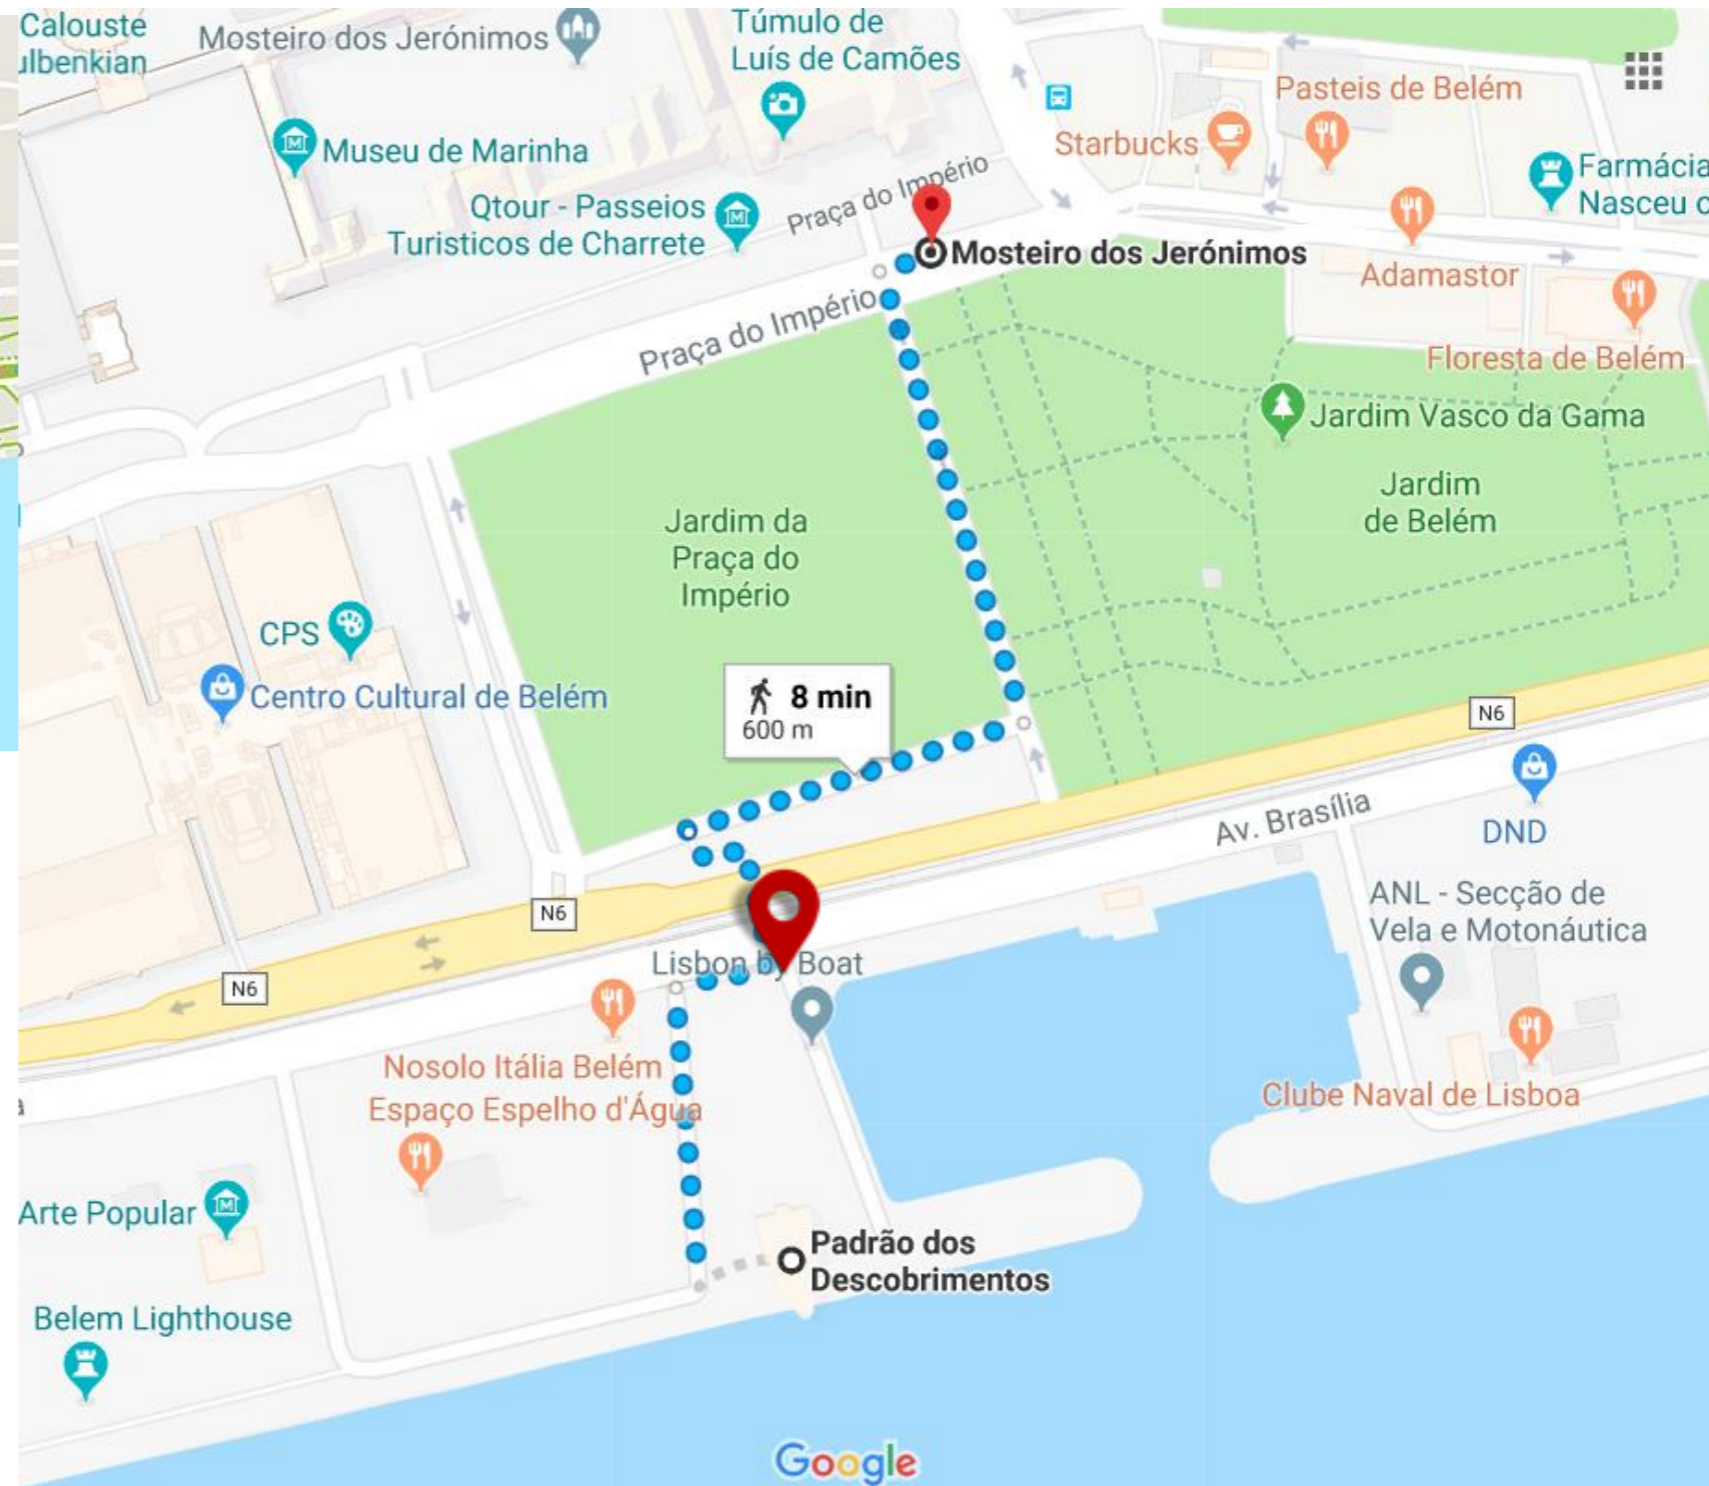 Calouste
ulbenkian
Mosteiro dos Jerónimos
Túmulo de
Luís de Camões
Pasteis de Belém
Starbucks
Museu de Marinha
Farmácia
Nasceu
Qtour - Passeios
Turisticos de Charrete
Praça do Império
Mosteiro dos Jerónimos
Adamastor
Praça do Império
Floresta de Belém
Jardim Vasco da Gama
Jardim
de Belém
Jardim da
Praça do
Império
CPS
Centro Cultural de Belém
8 min
600 m
N6
Av. Brasília
DND
N6
ANL - Secção de
Vela e Motonáutica
Lisbon by Boat
N6
Nosolo Itália Belém
Espaço Espelho d'Água
Clube Naval de Lisboa
Arte Popular
Padrão dos
Descobrimentos
Belem Lighthouse
Google